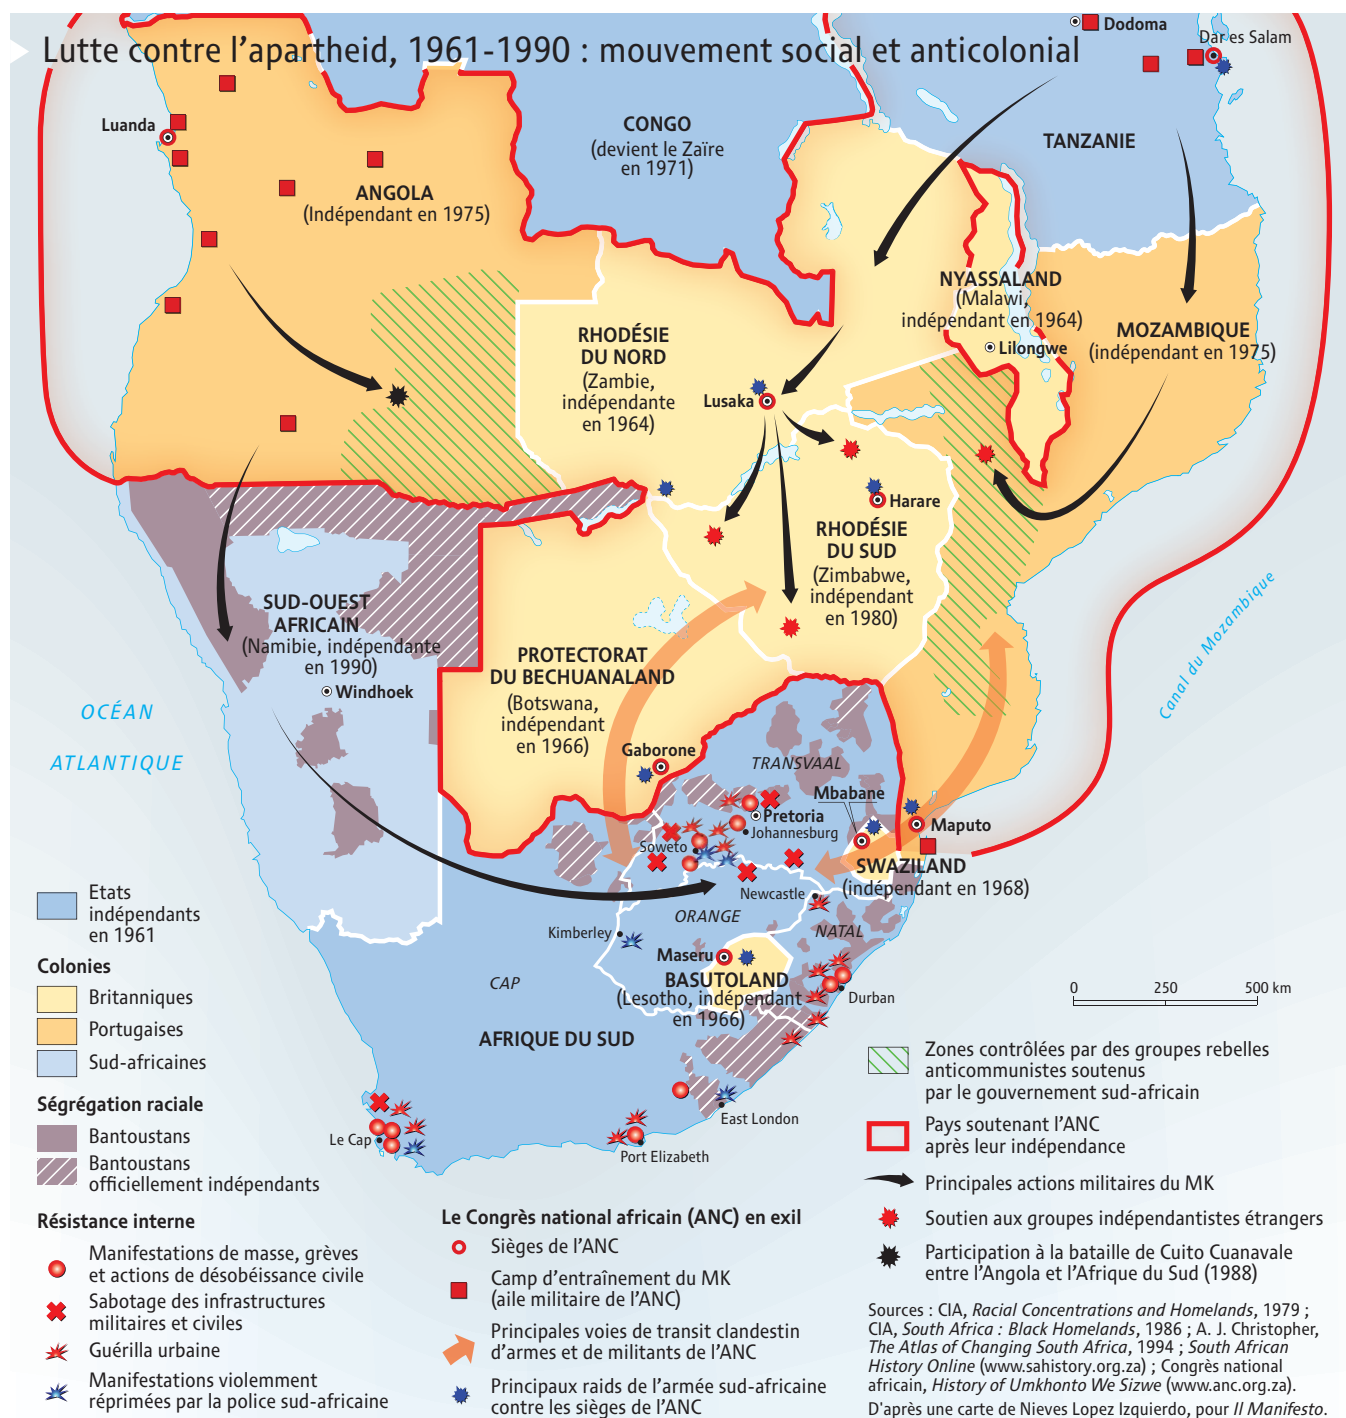 Lutte contre l'apartheid, 1961-1990 : mouvement social et anticolonial
Dodoma
Dar es Salam
Luanda
CONGO
(devient le Zaïre
en 1971)
TANZANIE
ANGOLA
(Indépendant en 1975)
NYASSALAND
(Malawi,
indépendant en 1964)
Lilongwe
MOZAMBIQUE
(indépendant en 1975)
RHODÉSIE
DU NORD
(Zambie,
indépendante
en 1964)
Lusaka
Harare
RHODÉSIE
DU SUD
(Zimbabwe,
indépendant
en 1980)
SUD-OUEST
AFRICAIN
(Namibie, indépendante
en 1990)
Windhoek
PROTECTORAT
DU BECHUANALAND
(Botswana,
indépendant
en 1966)
Gaborone
Canal du Mozambique
OCÉAN
ATLANTIQUE
TRANSVAAL
Mbabane
Pretoria
Johannesburg
Soweto
Maputo
SWAZILAND
(indépendant en 1968)
Newcastle
ORANGE
NATAL
Kimberley
Maseru
BASUTOLAND
(Lesotho, indépendant
en 1966)
Durban
CAP
AFRIQUE DU SUD
East London
Port Elizabeth
Le Cap
0 250 500 km
Etats
indépendants
en 1961
Colonies
Britanniques
Portugaises
Sud-africaines
Ségrégation raciale
Bantoustans
Bantoustans
officiellement indépendants
Résistance interne
Manifestations de masse, grèves
et actions de désobéissance civile
Sabotage des infrastructures
militaires et civiles
Guérilla urbaine
Manifestations violemment
réprimées par la police sud-africaine
Le Congrès national africain (ANC) en exil
Sièges de l'ANC
Camp d'entraînement du MK
(aile militaire de l'ANC)
Principales voies de transit clandestin
d'armes et de militants de l'ANC
Principaux raids de l'armée sud-africaine
contre les sièges de l'ANC
Zones contrôlées par des groupes rebelles
anticommunistes soutenus
par le gouvernement sud-africain
Pays soutenant l'ANC
après leur indépendance
Principales actions militaires du MK
Soutien aux groupes indépendantistes étrangers
Participation à la bataille de Cuito Cuanavale
entre l'Angola et l'Afrique du Sud (1988)
Sources : CIA, Racial Concentrations and Homelands, 1979 ;
CIA, South Africa : Black Homelands, 1986 ; A. J. Christopher,
The Atlas of Changing South Africa, 1994 ; South African
History Online (www.sahistory.org.za) ; Congrès national
africain, History of Umkhonto We Sizwe (www.anc.org.za).
D'après une carte de Nieves Lopez Izquierdo, pour Il Manifesto.